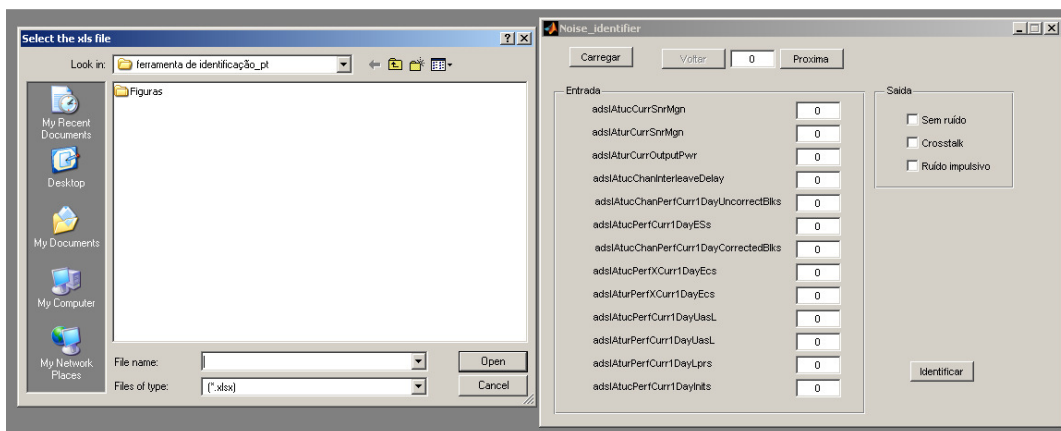 Select the xls file
Look in: ferramenta de identificação_pt
Figuras
My Recent
Documents
Desktop
My Documents
My Computer
My Network
Places
File name:
Open
Files of type: (*.xlsx)
Cancel
Noise_identifier
Carregar Voltar 0 Proxima
Entrada
adslAtucCurrSnrMgn 0
adslAturCurrSnrMgn 0
adslAturCurrOutputPwr 0
adslAtucChanInterleaveDelay 0
adslAtucChanPerfCurr1DayUncorrectBlks 0
adslAtucPerfCurr1DayESs 0
adslAtucChanPerfCurr1DayCorrectedBlks 0
adslAtucPerfXCurr1DayEcs 0
adslAturPerfXCurr1DayEcs 0
adslAtucPerfCurr1DayUasL 0
adslAturPerfCurr1DayUasL 0
adslAturPerfCurr1DayLprs 0
adslAtucPerfCurr1DayInits 0
Saida
Sem ruído
Crosstalk
Ruído impulsivo
Identificar